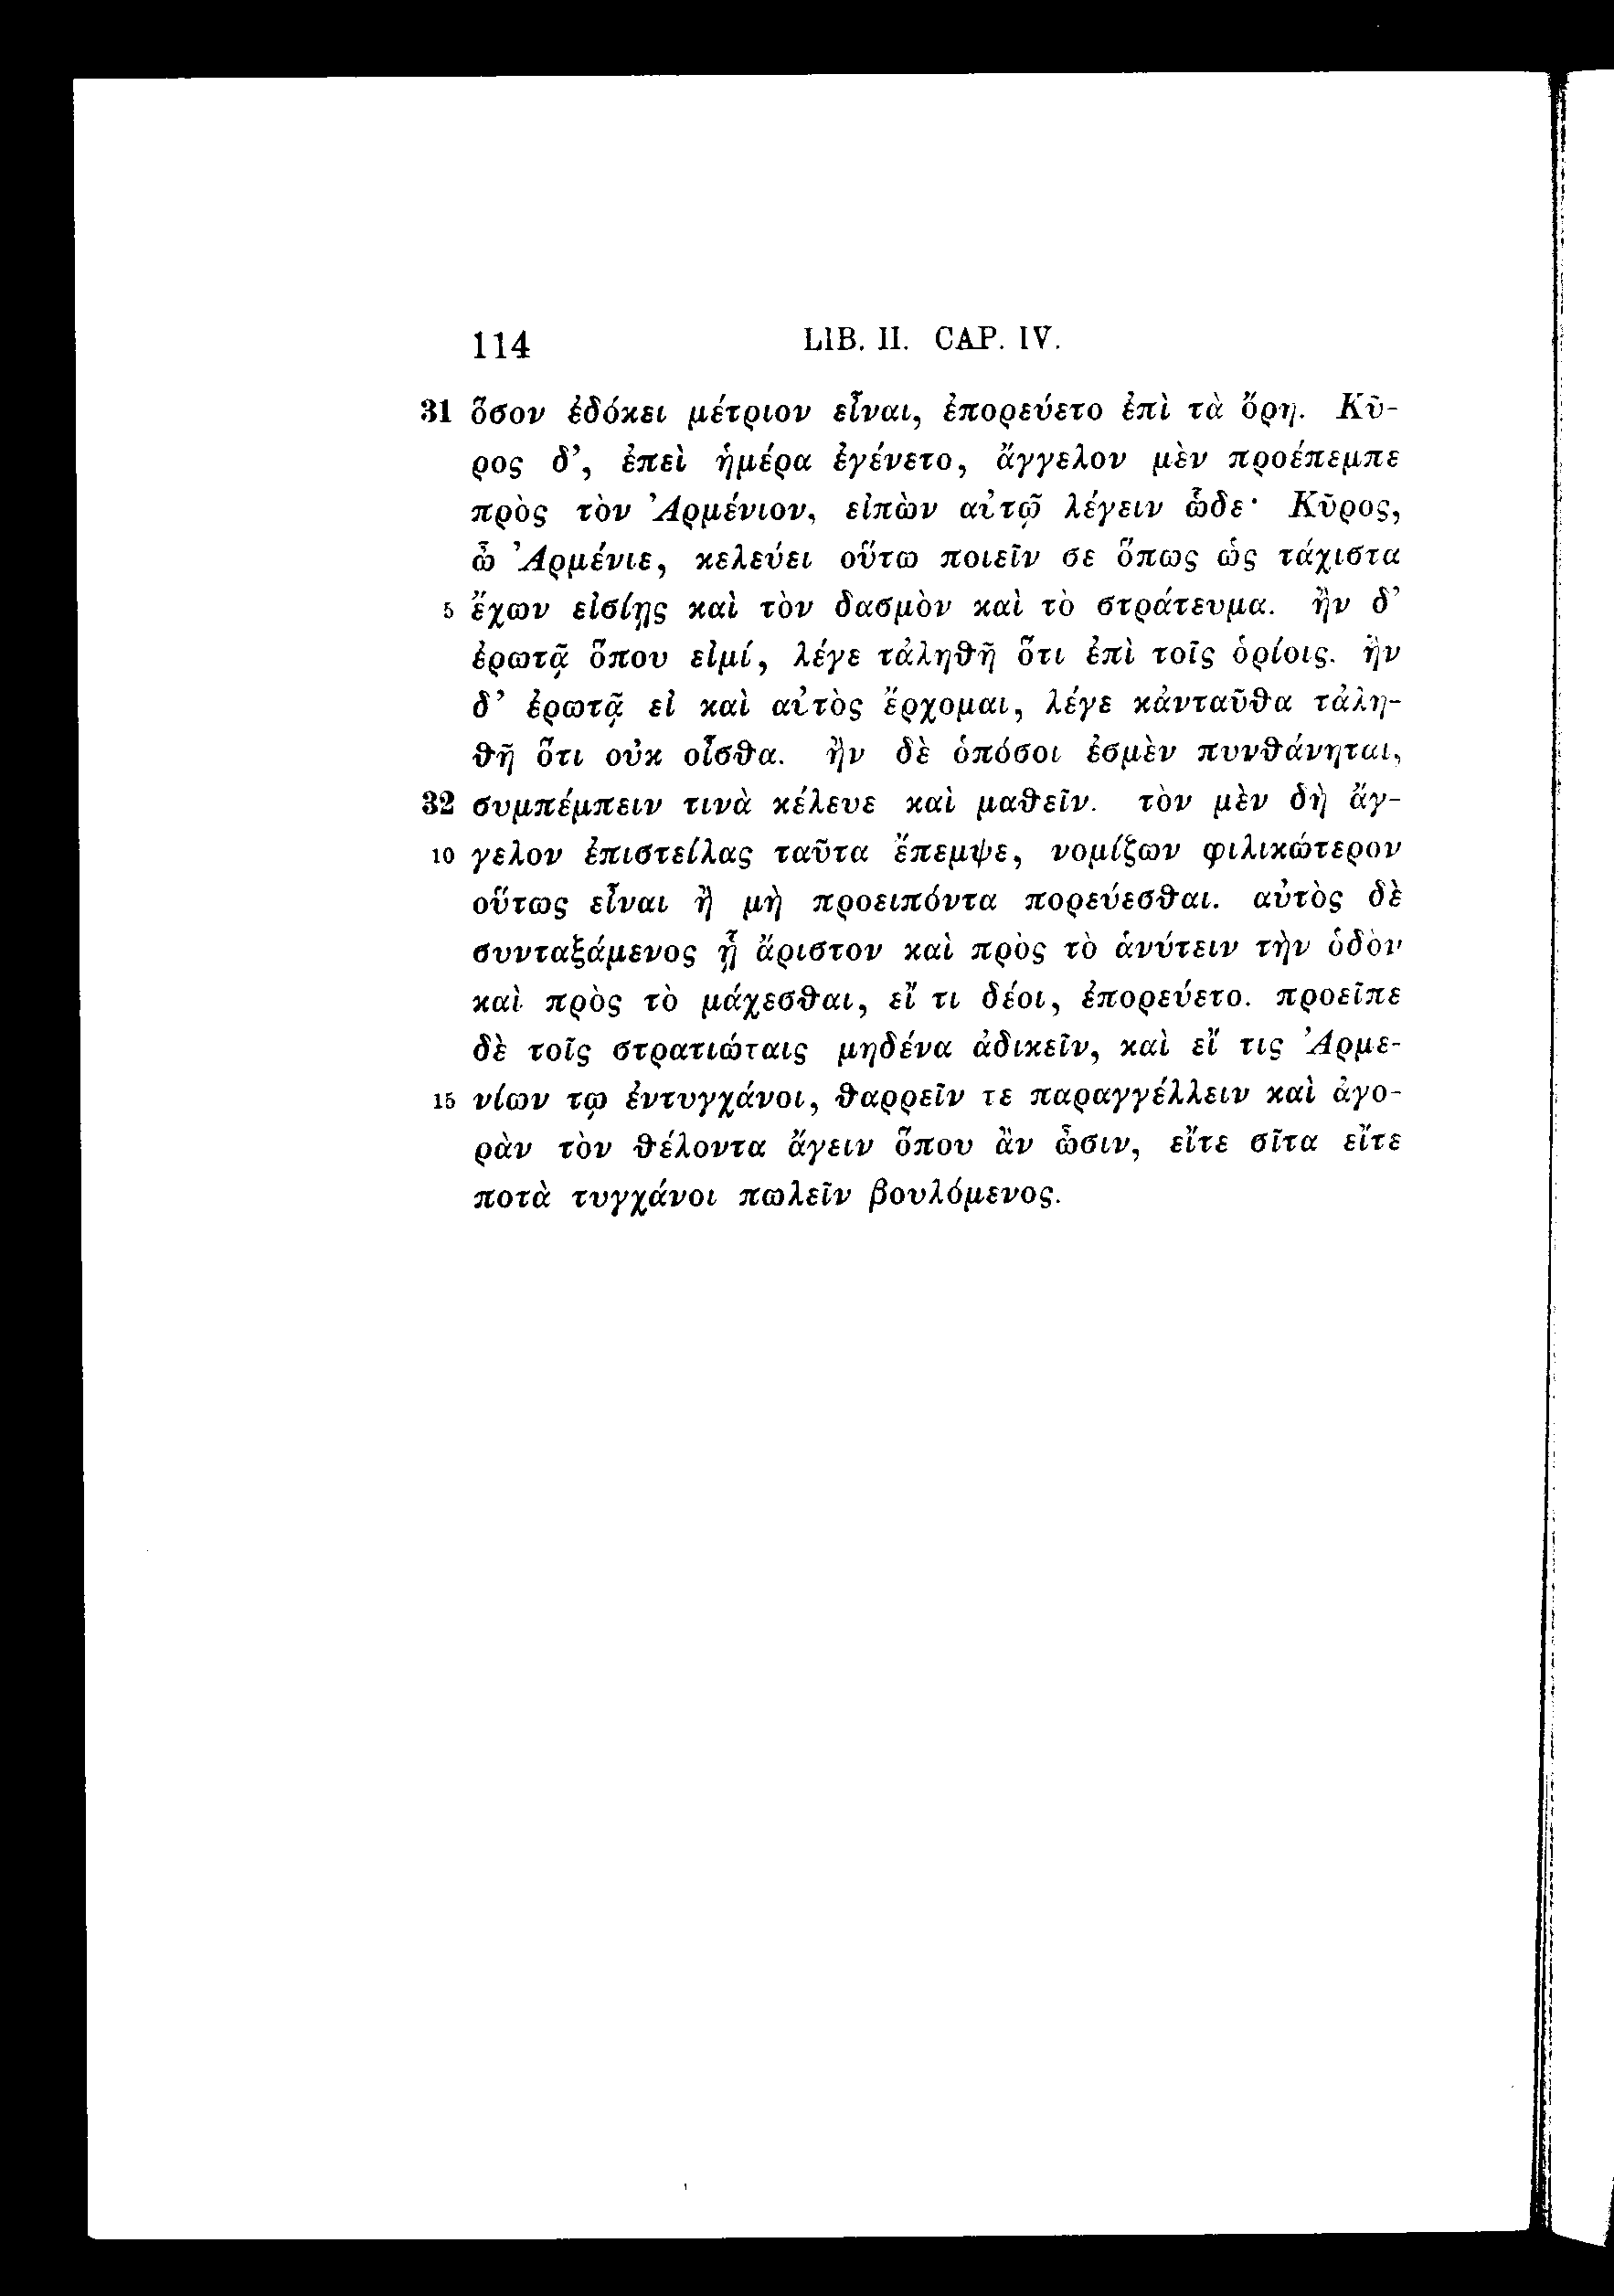 114 LIB. II. CAP. IV.
31 ὅσον ἐδόκει μέτριον εἶναι, ἐπορεύετο ἐπὶ τὰ ὄρη. Κῦ-
ρος δ’, ἐπεὶ ἡμέρα ἐγένετο, ἄγγελον μὲν προέπεμπε
πρὸς τὸν Ἀρμένιον, εἰπὼν αὐτῷ λέγειν ὧδε· Κῦρος,
ὦ Ἀρμένιε, κελεύει οὕτω ποιεῖν σε ὅπως ὡς τάχιστα
5 ἔχων εἰσίῃς καὶ τὸν δασμὸν καὶ τὸ στράτευμα. ἢν δ’
ἐρωτᾷ ὅπου εἰμί, λέγε τἀληθῆ ὅτι ἐπὶ τοῖς ὁρίοις. ἢν
δ’ ἐρωτᾷ εἰ καὶ αὐτὸς ἔρχομαι, λέγε κἀνταῦθα τἀλη-
θῆ ὅτι οὐκ οἶσθα. ἢν δὲ ὁπόσοι ἐσμὲν πυνθάνηται,
32 συμπέμπειν τινὰ κέλευε καὶ μαθεῖν. τὸν μὲν δὴ ἄγ-
10 γελον ἐπιστείλας ταῦτα ἔπεμψε, νομίζων φιλικώτερον
οὕτως εἶναι ἢ μὴ προειπόντα πορεύεσθαι. αὐτὸς δὲ
συνταξάμενος ᾗ ἄριστον καὶ πρὸς τὸ ἁνύτειν τὴν ὁδὸν
καὶ πρὸς τὸ μάχεσθαι, εἴ τι δέοι, ἐπορεύετο. προεῖπε
δὲ τοῖς στρατιώταις μηδένα ἀδικεῖν, καὶ εἴ τις Ἀρμε-
15 νίων τῳ ἐντυγχάνοι, θαρρεῖν τε παραγγέλλειν καὶ ἀγο-
ρὰν τὸν θέλοντα ἄγειν ὅπου ἂν ὦσιν, εἴτε σῖτα εἴτε
ποτὰ τυγχάνοι πωλεῖν βουλόμενος.